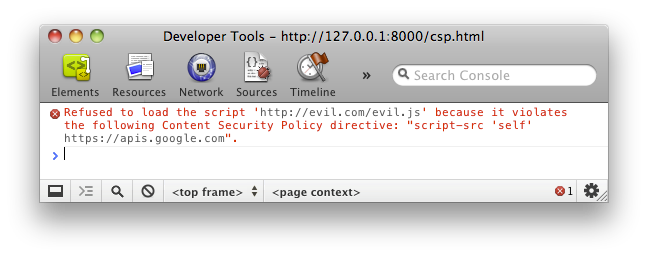 Developer Tools - http://127.0.0.1:8000/csp.html
Elements Resources Network Sources Timeline » Search Console
Refused to load the script 'http://evil.com/evil.js' because it violates
the following Content Security Policy directive: "script-src 'self'
https://apis.google.com".
>
<top frame> <page context> 1